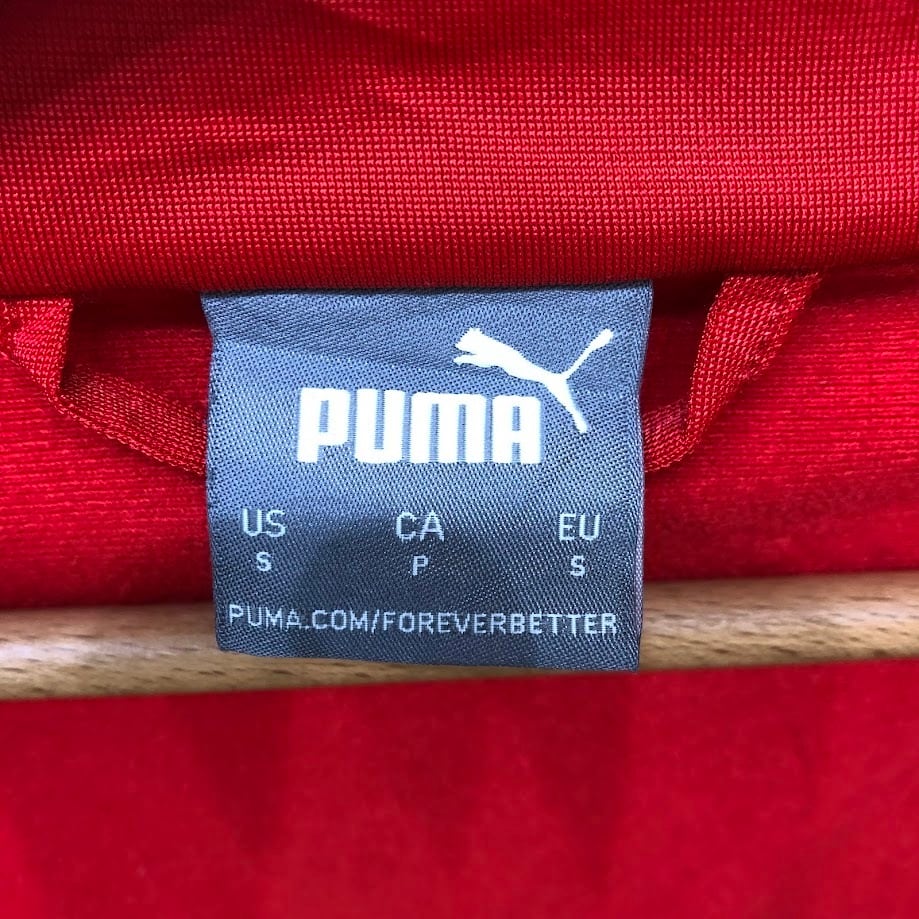 PUMA
US CA EU
S P S
PUMA.COM/FOREVERBETTER